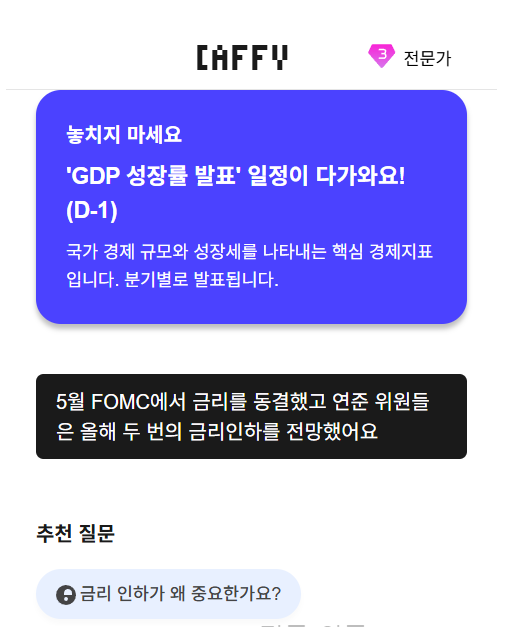 CAFFY
3 전문가
놓치지 마세요
'GDP 성장률 발표' 일정이 다가와요!
(D-1)
국가 경제 규모와 성장세를 나타내는 핵심 경제지표
입니다. 분기별로 발표됩니다.
5월 FOMC에서 금리를 동결했고 연준 위원들
은 올해 두 번의 금리인하를 전망했어요
추천 질문
금리 인하가 왜 중요한가요?